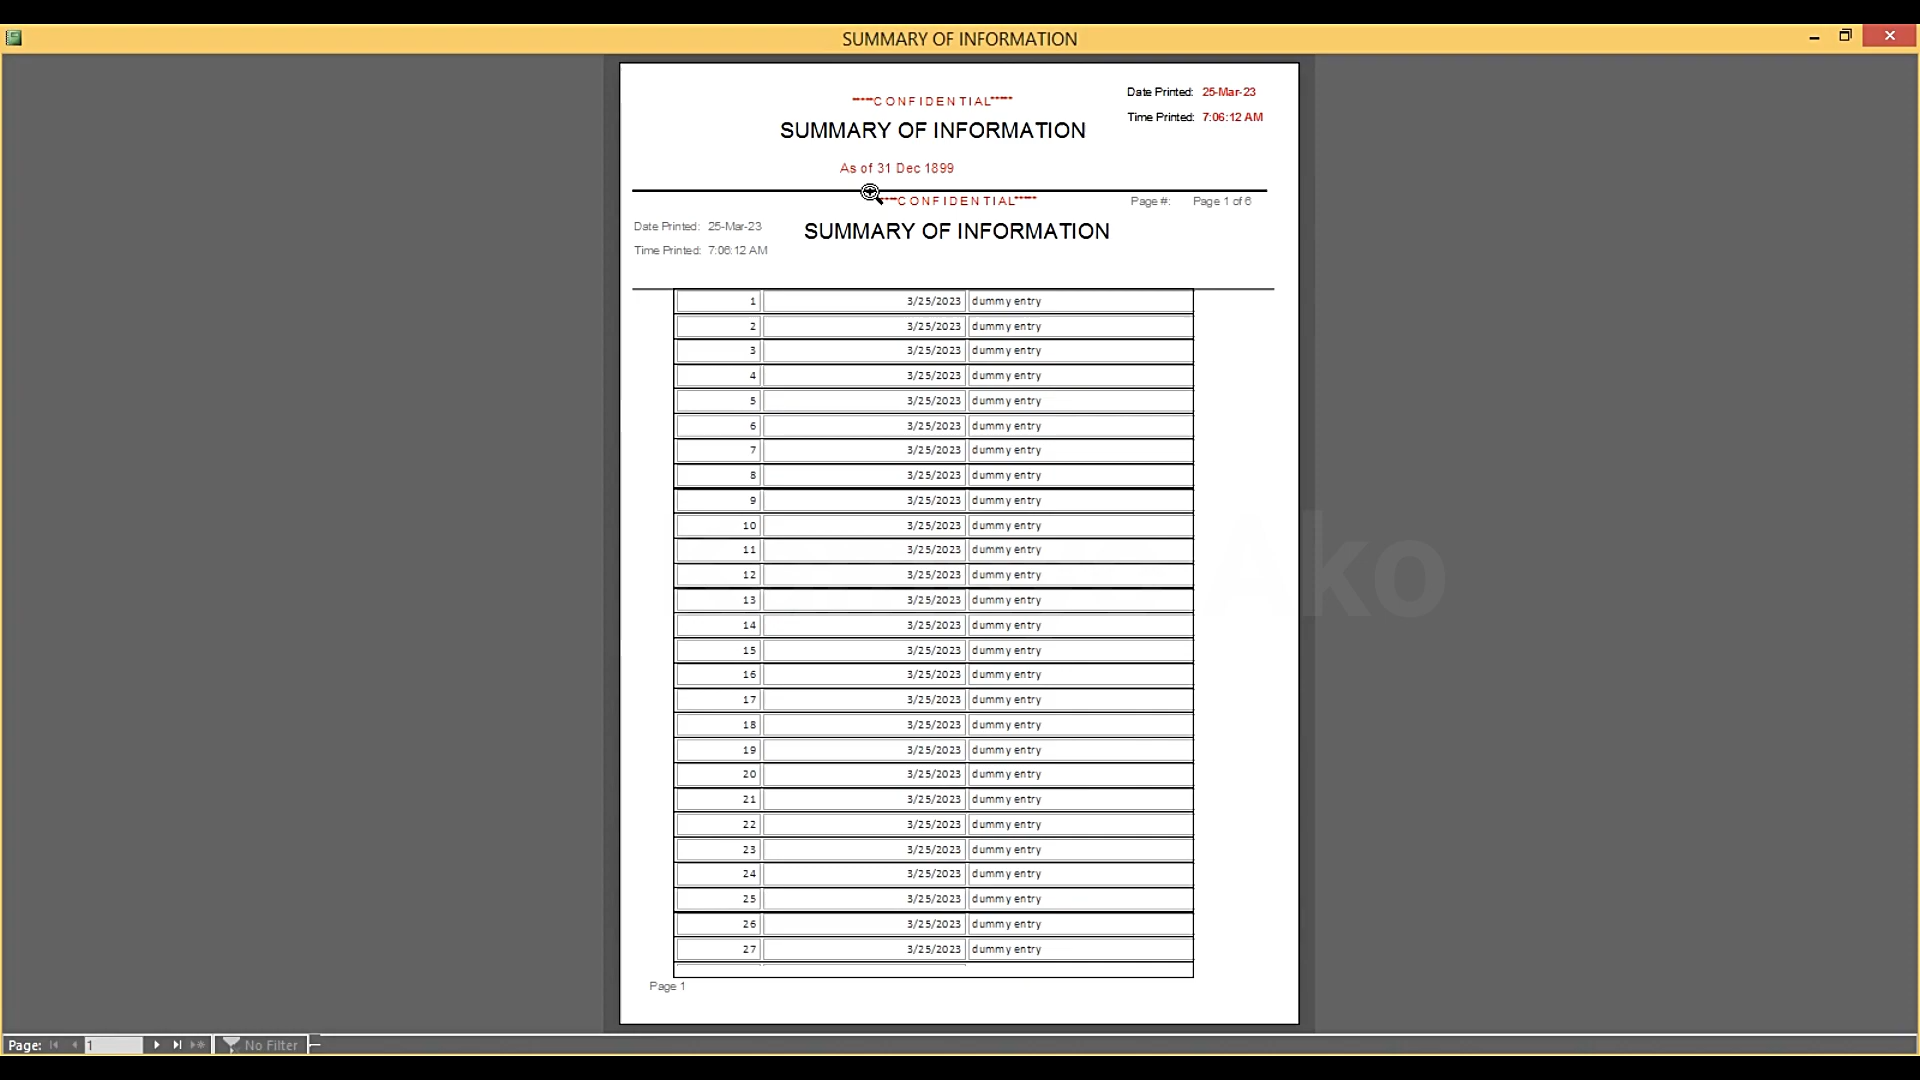 SUMMARY OF INFORMATION
*****CONFIDENTIAL*****
Date Printed: 25-Mar-23
SUMMARY OF INFORMATION
Time Printed: 7:06:12 AM
As of 31 Dec 1899
*****CONFIDENTIAL*****
Page #: Page 1 of 6
Date Printed: 25-Mar-23
SUMMARY OF INFORMATION
Time Printed: 7:06:12 AM
1 3/25/2023 dummy entry
2 3/25/2023 dummy entry
3 3/25/2023 dummy entry
4 3/25/2023 dummy entry
5 3/25/2023 dummy entry
6 3/25/2023 dummy entry
7 3/25/2023 dummy entry
8 3/25/2023 dummy entry
9 3/25/2023 dummy entry
10 3/25/2023 dummy entry
11 3/25/2023 dummy entry
12 3/25/2023 dummy entry
13 3/25/2023 dummy entry
14 3/25/2023 dummy entry
15 3/25/2023 dummy entry
16 3/25/2023 dummy entry
17 3/25/2023 dummy entry
18 3/25/2023 dummy entry
19 3/25/2023 dummy entry
20 3/25/2023 dummy entry
21 3/25/2023 dummy entry
22 3/25/2023 dummy entry
23 3/25/2023 dummy entry
24 3/25/2023 dummy entry
25 3/25/2023 dummy entry
26 3/25/2023 dummy entry
27 3/25/2023 dummy entry
Ako
Page 1
Page: 1 No Filter